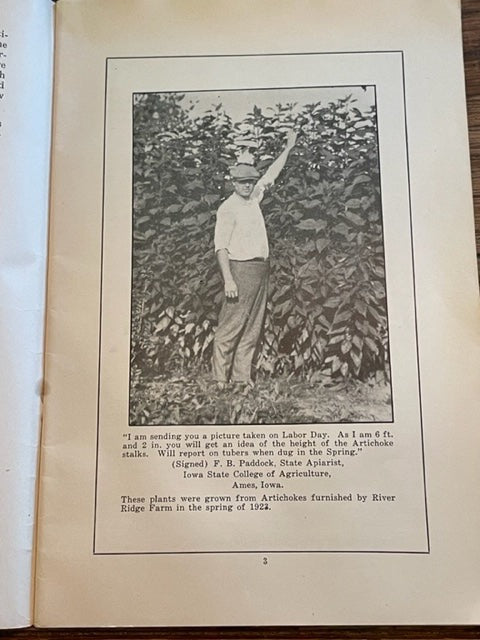 "I am sending you a picture taken on Labor Day. As I am 6 ft.
and 2 in. you will get an idea of the height of the Artichoke
stalks. Will report on tubers when dug in the Spring."
(Signed) F. B. Paddock, State Apiarist,
Iowa State College of Agriculture,
Ames, Iowa.
These plants were grown from Artichokes furnished by River
Ridge Farm in the spring of
3